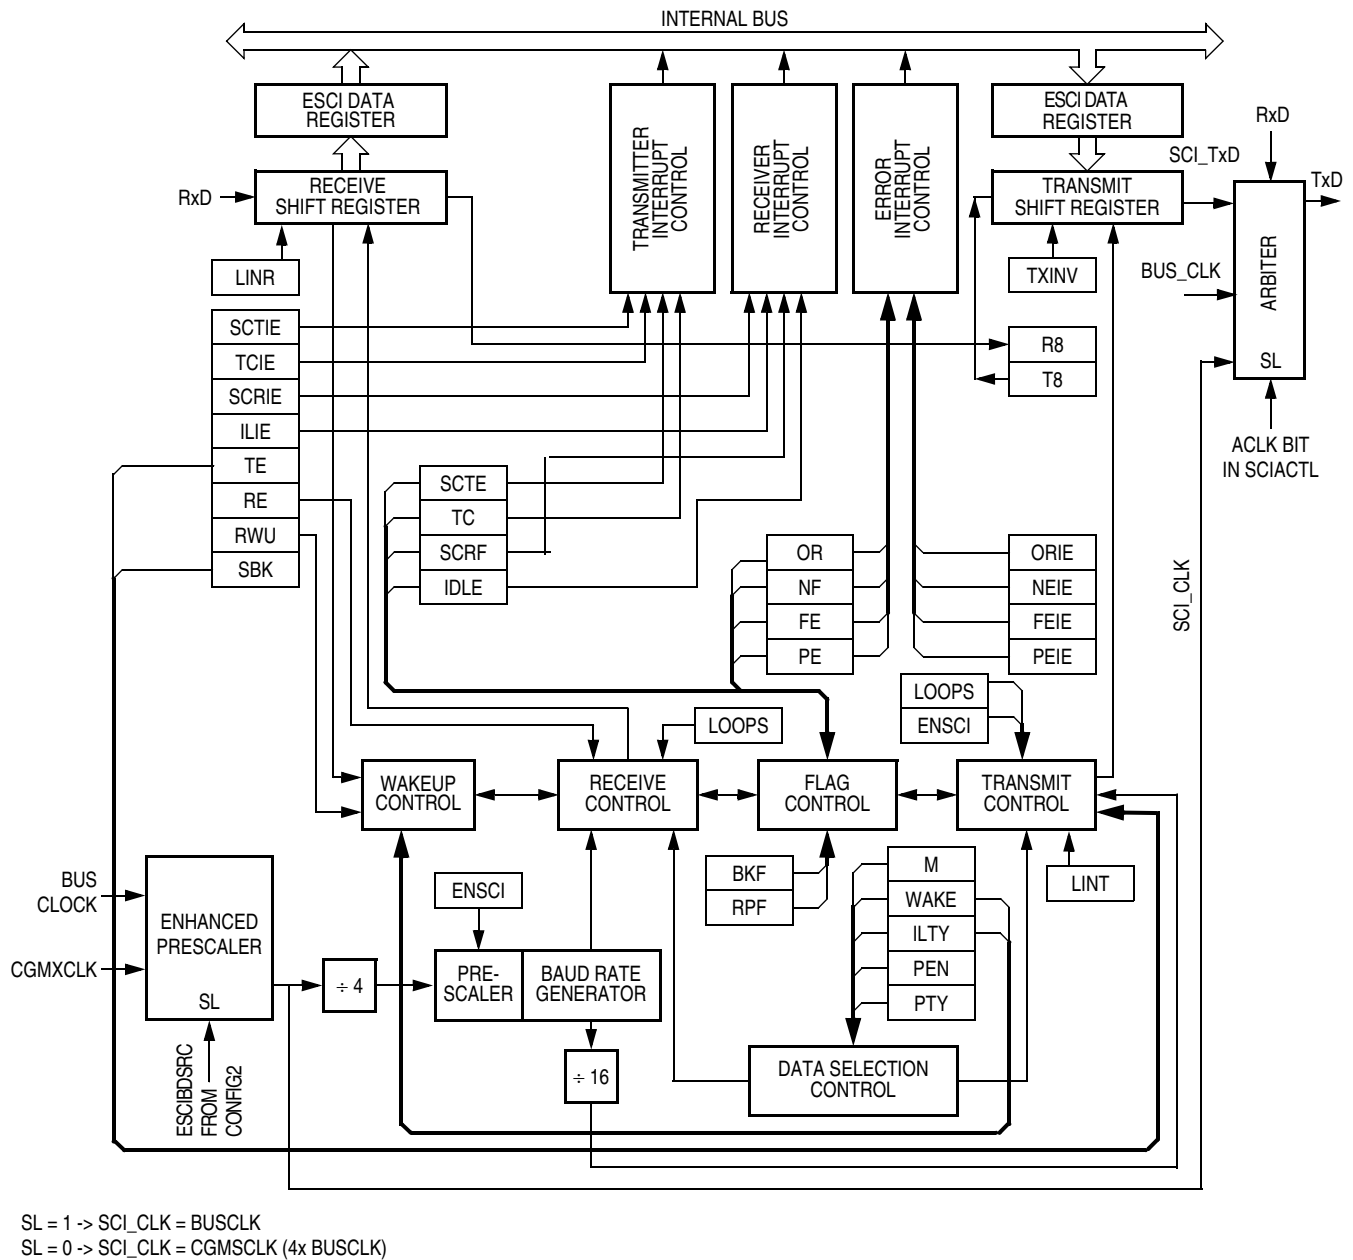 INTERNAL BUS
ESCI DATA
REGISTER
ESCI DATA
REGISTER
TRANSMITTER
INTERRUPT
CONTROL
RECEIVER
INTERRUPT
CONTROL
ERROR
INTERRUPT
CONTROL
RxD
SCI_TxD
TxD
RxD
RECEIVE
SHIFT REGISTER
TRANSMIT
SHIFT REGISTER
LINR
TXINV
BUS_CLK
ARBITER
SL
SCTIE
TCIE
SCRIE
ILIE
TE
RE
RWU
SBK
R8
T8
ACLK BIT
IN SCIACTL
SCTE
TC
SCRF
IDLE
OR
NF
FE
PE
ORIE
NEIE
FEIE
PEIE
SCI_CLK
LOOPS
LOOPS
ENSCI
WAKEUP
CONTROL
RECEIVE
CONTROL
FLAG
CONTROL
TRANSMIT
CONTROL
BKF
RPF
M
WAKE
ILTY
PEN
PTY
LINT
BUS
CLOCK
CGMXCLK
ENHANCED
PRESCALER
SL
ENSCI
÷ 4
PRE-
SCALER
BAUD RATE
GENERATOR
÷ 16
DATA SELECTION
CONTROL
ESCIBDSRC
FROM
CONFIG2
SL = 1 -> SCI_CLK = BUSCLK
SL = 0 -> SCI_CLK = CGMSCLK (4x BUSCLK)